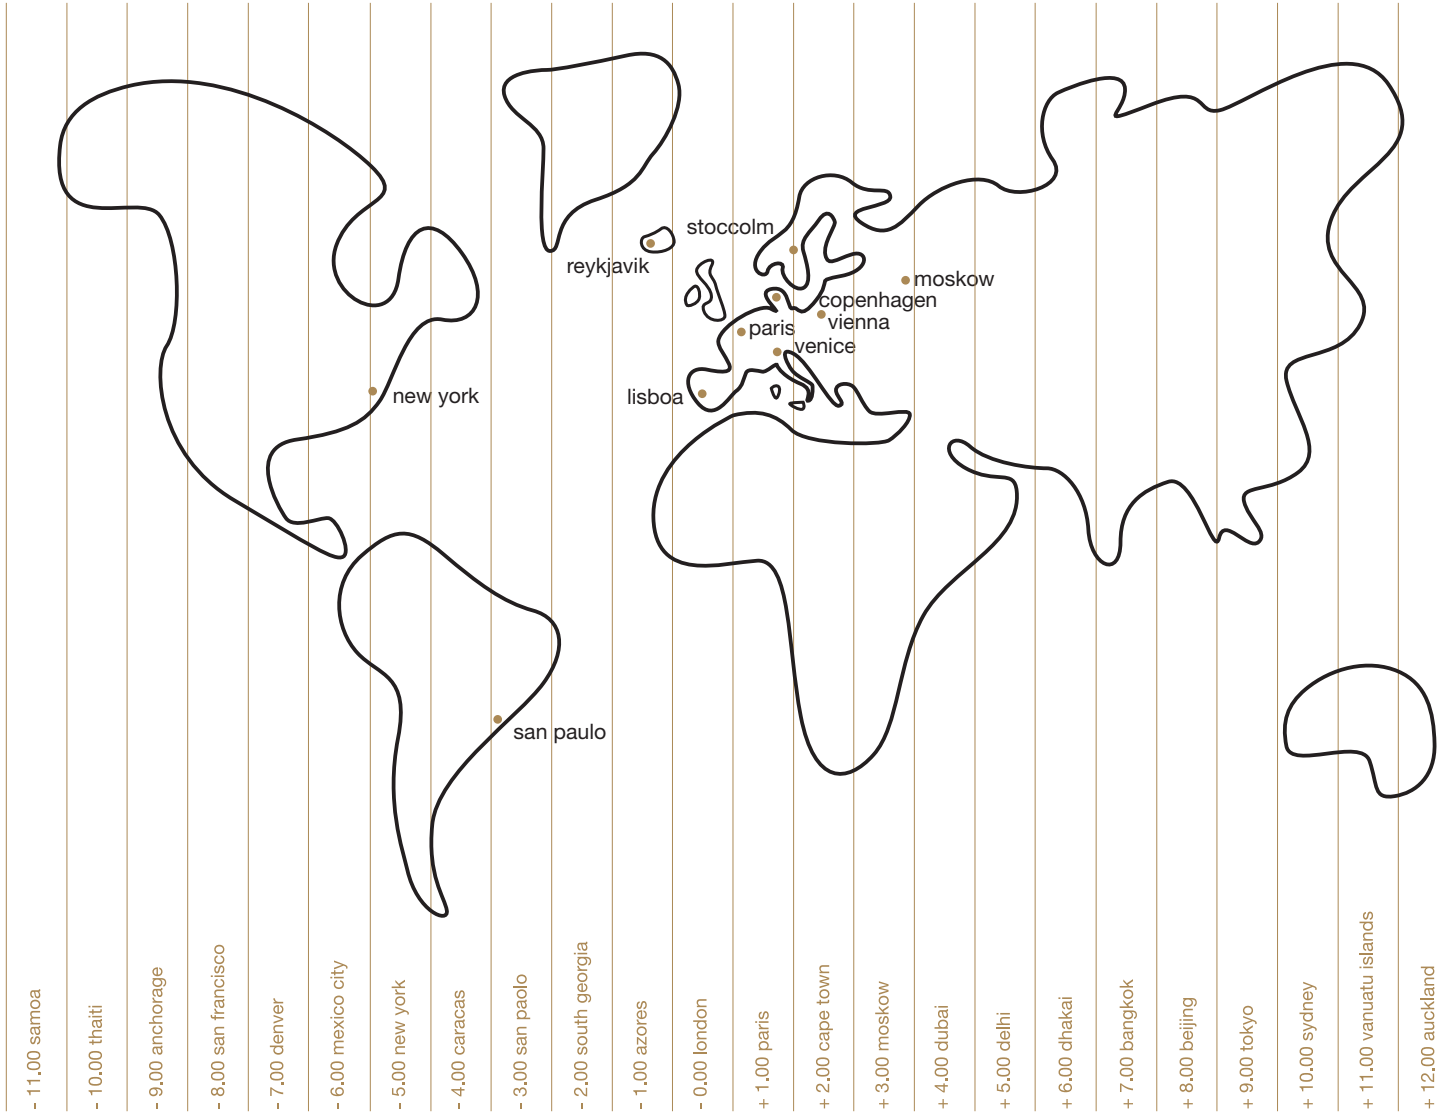 stoccolm
reykjavik
moskow
copenhagen
vienna
paris
venice
lisboa
new york
san paulo
- 11.00 samoa
- 10.00 thaiti
- 9.00 anchorage
- 8.00 san francisco
- 7.00 denver
- 6.00 mexico city
- 5.00 new york
- 4.00 caracas
- 3.00 san paolo
- 2.00 south georgia
- 1.00 azores
- 0.00 london
+ 1.00 paris
+ 2.00 cape town
+ 3.00 moskow
+ 4.00 dubai
+ 5.00 delhi
+ 6.00 dhakai
+ 7.00 bangkok
+ 8.00 beijing
+ 9.00 tokyo
+ 10.00 sydney
+ 11.00 vanuatu islands
+ 12.00 auckland